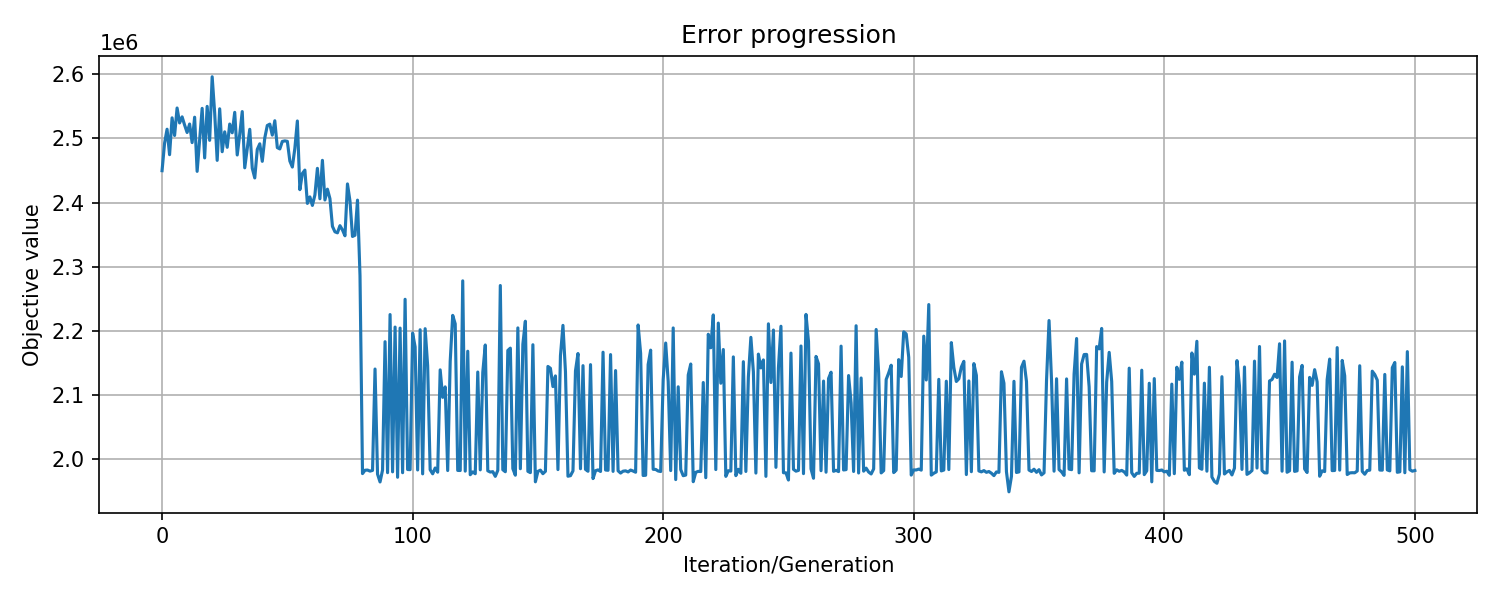 Error progression
1e6
2.6
2.5
2.4
2.3
2.2
2.1
2.0
Objective value
0 100 200 300 400 500
Iteration/Generation